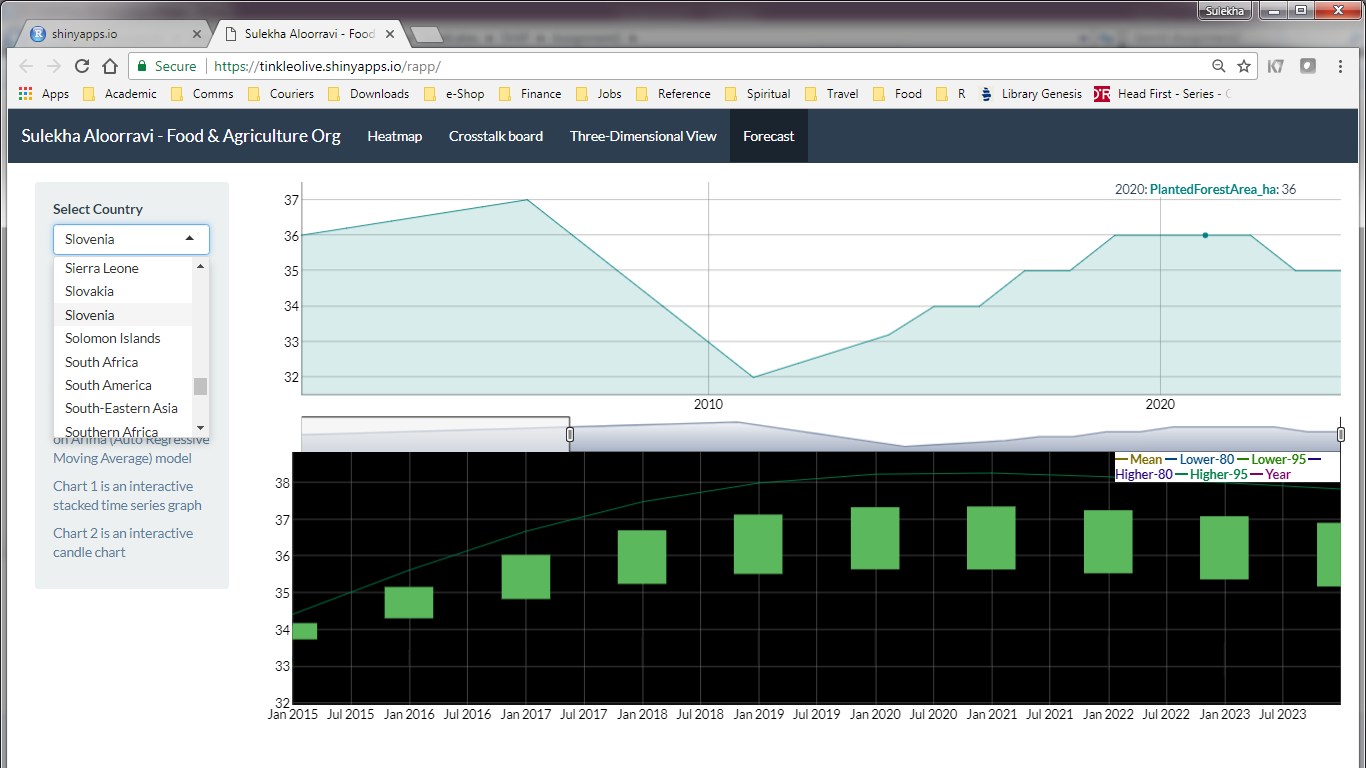 Sulekha
shinyapps.io
Sulekha Aloorravi - Food
Secure
https://tinkleolive.shinyapps.io/rapp/
Apps Academic Comms Couriers Downloads e-Shop Finance Jobs Reference Spiritual Travel Food R Library Genesis D'R Head First - Series -
Sulekha Aloorravi - Food & Agriculture Org Heatmap Crosstalk board Three-Dimensional View Forecast
Select Country
Slovenia
Sierra Leone
Slovakia
Slovenia
Solomon Islands
South Africa
South America
South-Eastern Asia
Southern Africa
on Arima (Auto Regressive
Moving Average) model
Chart 1 is an interactive
stacked time series graph
Chart 2 is an interactive
candle chart
2020: PlantedForestArea_ha: 36
37
36
35
34
33
32
2010 2020
Mean Lower-80 Lower-95
Higher-80 Higher-95 Year
38
37
36
35
34
33
32
Jan 2015 Jul 2015 Jan 2016 Jul 2016 Jan 2017 Jul 2017 Jan 2018 Jul 2018 Jan 2019 Jul 2019 Jan 2020 Jul 2020 Jan 2021 Jul 2021 Jan 2022 Jul 2022 Jan 2023 Jul 2023